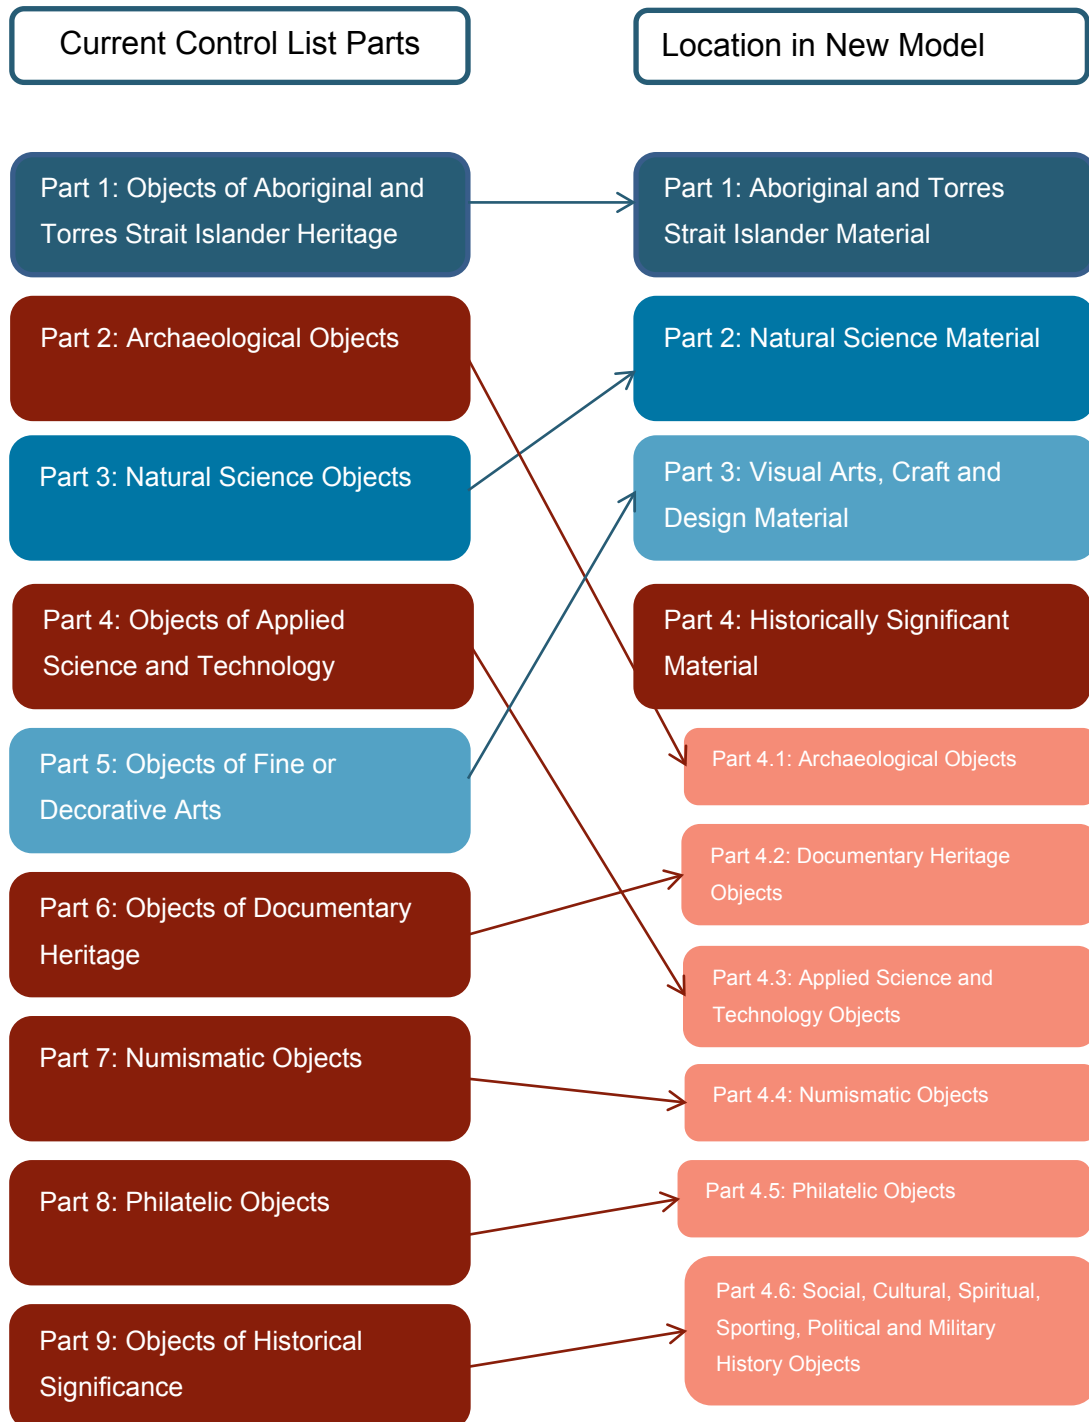 Current Control List Parts
Location in New Model
Part 1: Objects of Aboriginal and
Torres Strait Islander Heritage
Part 1: Aboriginal and Torres
Strait Islander Material
Part 2: Archaeological Objects
Part 2: Natural Science Material
Part 3: Natural Science Objects
Part 3: Visual Arts, Craft and
Design Material
Part 4: Objects of Applied
Science and Technology
Part 4: Historically Significant
Material
Part 5: Objects of Fine or
Decorative Arts
Part 4.1: Archaeological Objects
Part 6: Objects of Documentary
Heritage
Part 4.2: Documentary Heritage
Objects
Part 4.3: Applied Science and
Technology Objects
Part 7: Numismatic Objects
Part 4.4: Numismatic Objects
Part 8: Philatelic Objects
Part 4.5: Philatelic Objects
Part 9: Objects of Historical
Significance
Part 4.6: Social, Cultural, Spiritual,
Sporting, Political and Military
History Objects